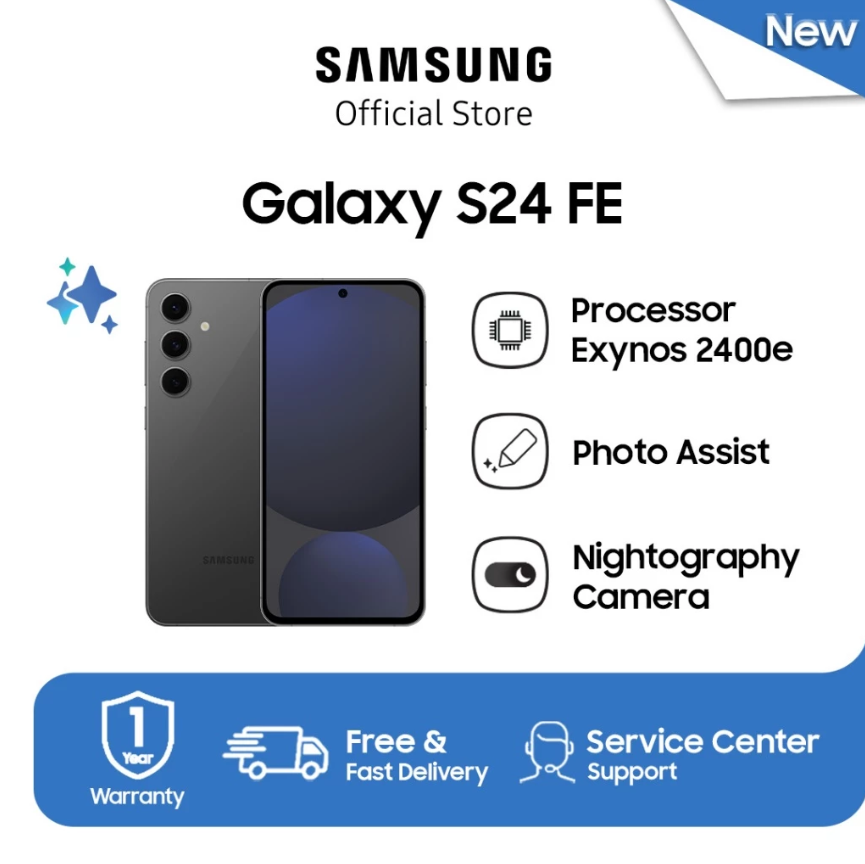 New
SAMSUNG
Official Store
Galaxy S24 FE
Processor
Exynos 2400e
Photo Assist
Nightography
Camera
SAMSUNG
1
Year
Warranty
Free &
Fast Delivery
Service Center
Support